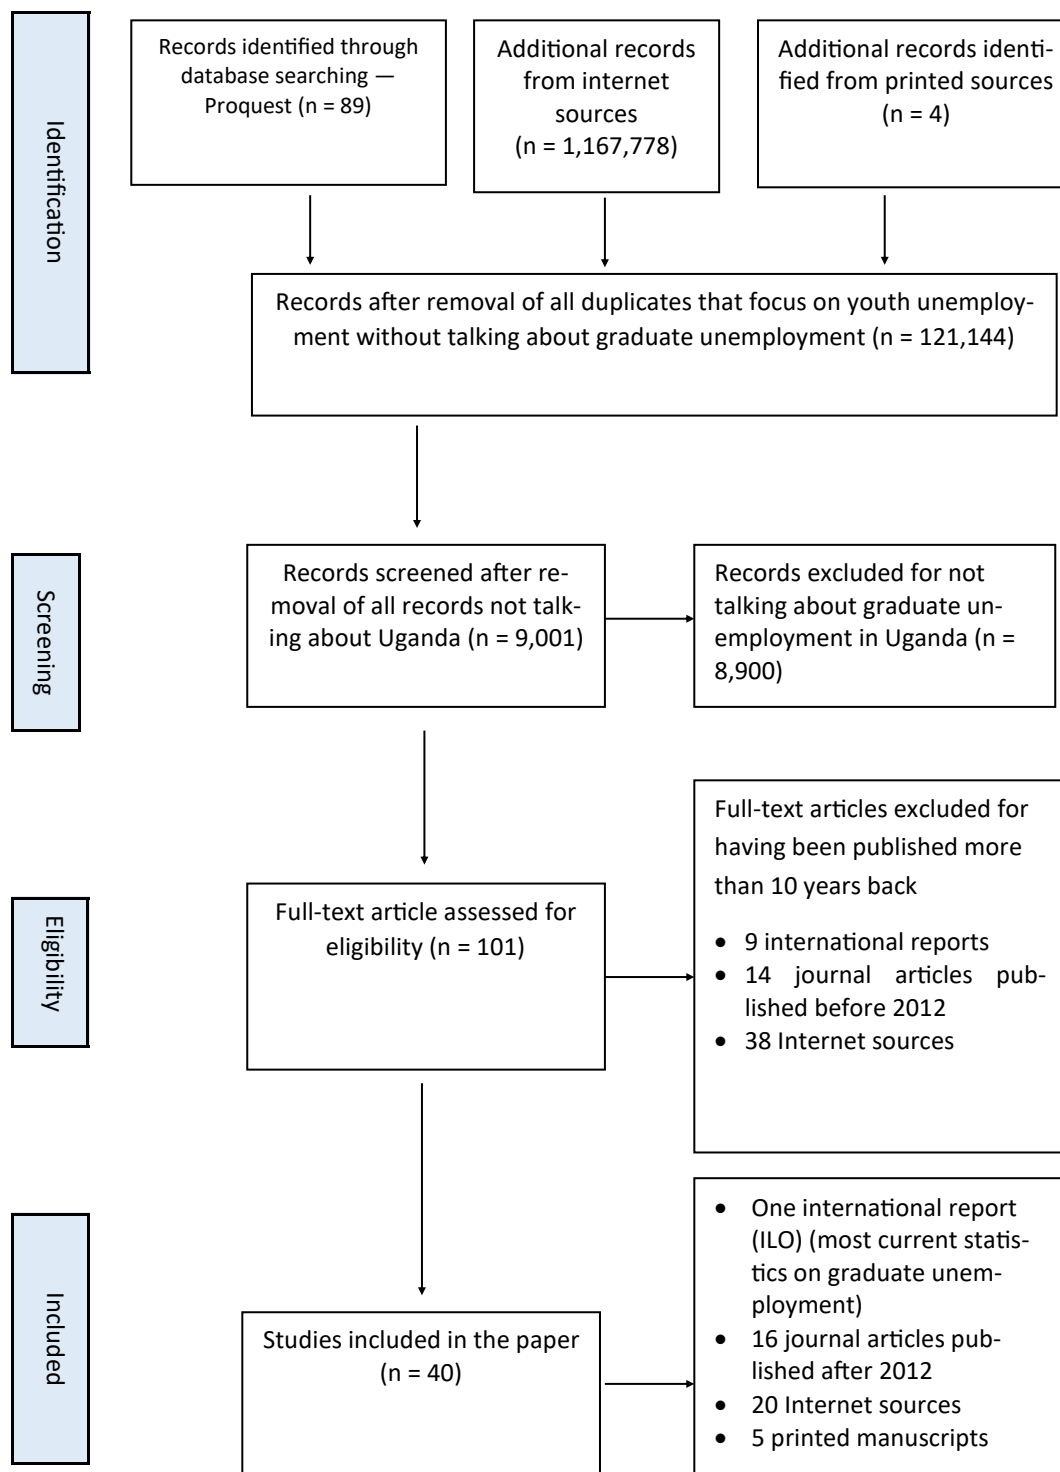 Identification
Records identified through
database searching —
Proquest (n = 89)
Additional records
from internet
sources
(n = 1,167,778)
Additional records identi-
fied from printed sources
(n = 4)
Records after removal of all duplicates that focus on youth unemploy-
ment without talking about graduate unemployment (n = 121,144)
Screening
Records screened after re-
moval of all records not talk-
ing about Uganda (n = 9,001)
Records excluded for not
talking about graduate un-
employment in Uganda (n =
8,900)
Eligibility
Full-text article assessed for
eligibility (n = 101)
Full-text articles excluded for
having been published more
than 10 years back
• 9 international reports
• 14 journal articles pub-
lished before 2012
• 38 Internet sources
Included
Studies included in the paper
(n = 40)
• One international report
(ILO) (most current statis-
tics on graduate unem-
ployment)
• 16 journal articles pub-
lished after 2012
• 20 Internet sources
• 5 printed manuscripts